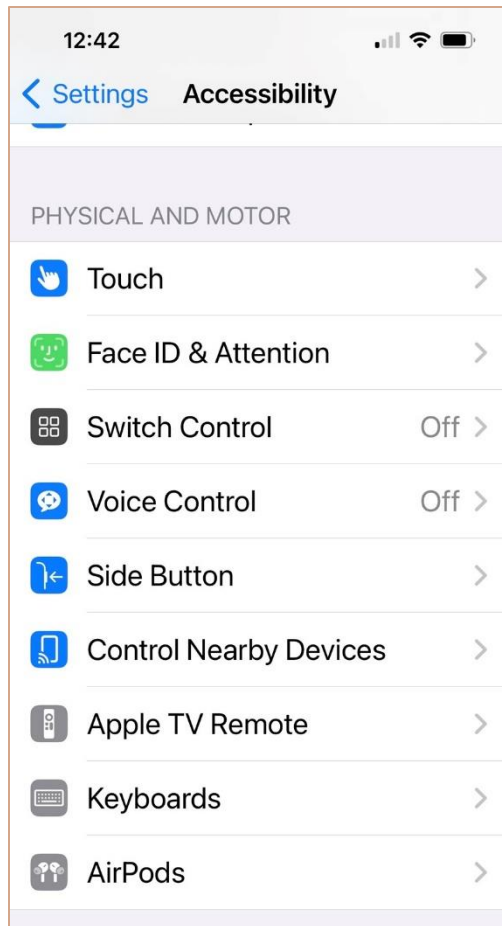 12:42
Settings Accessibility
PHYSICAL AND MOTOR
Touch
Face ID & Attention
Switch Control Off
Voice Control Off
Side Button
Control Nearby Devices
Apple TV Remote
Keyboards
AirPods